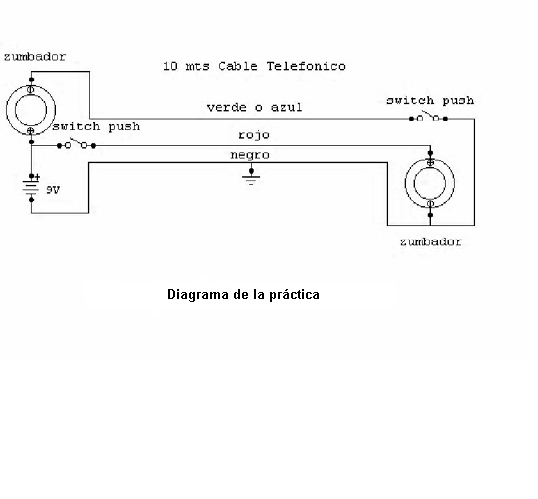 zumbador
10 mts Cable Telefonico
verde o azul
switch push
switch push
rojo
negro
+
9V
zumbador
Diagrama de la práctica